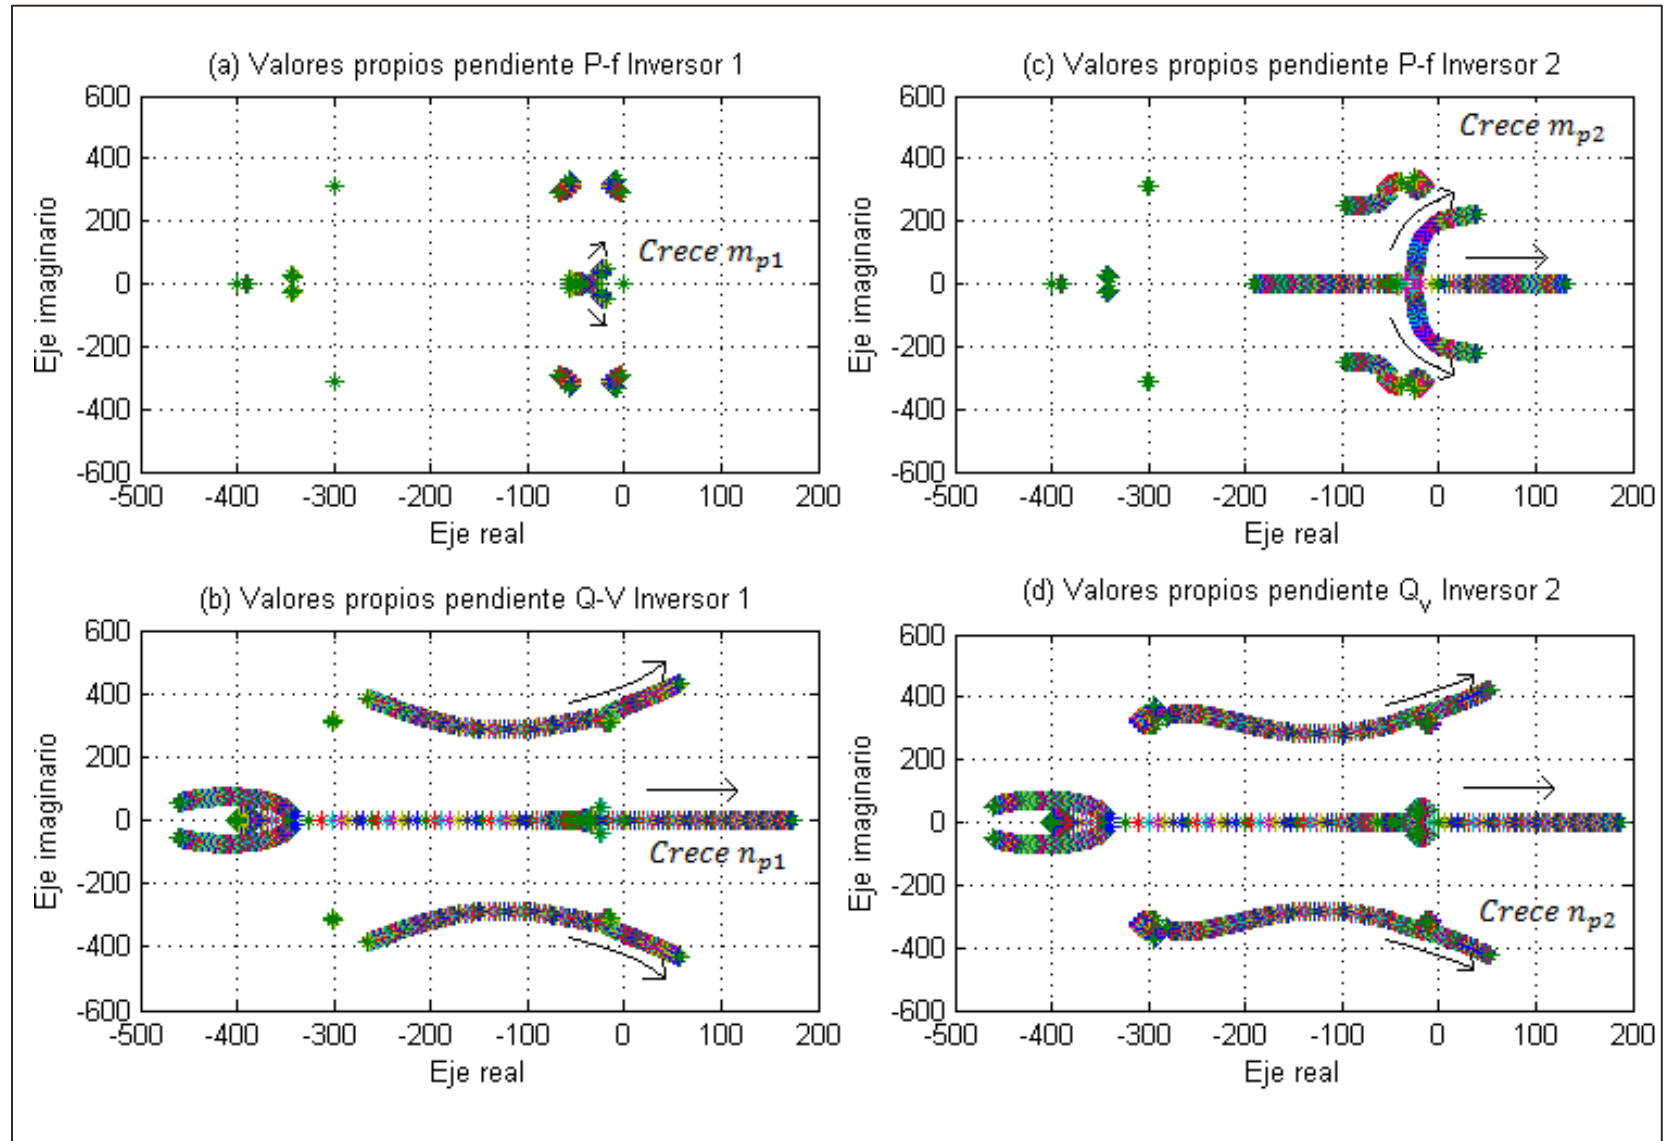 (a) Valores propios pendiente P-f Inversor 1
600
400
200
0
-200
-400
-600
Eje imaginario
Crece m_p1
-500 -400 -300 -200 -100 0 100 200
Eje real
(c) Valores propios pendiente P-f Inversor 2
600
400
200
0
-200
-400
-600
Eje imaginario
Crece m_p2
-500 -400 -300 -200 -100 0 100 200
Eje real
(b) Valores propios pendiente Q-V Inversor 1
600
400
200
0
-200
-400
-600
Eje imaginario
Crece n_p1
-500 -400 -300 -200 -100 0 100 200
Eje real
(d) Valores propios pendiente Q_v Inversor 2
600
400
200
0
-200
-400
-600
Eje imaginario
Crece n_p2
-500 -400 -300 -200 -100 0 100 200
Eje real